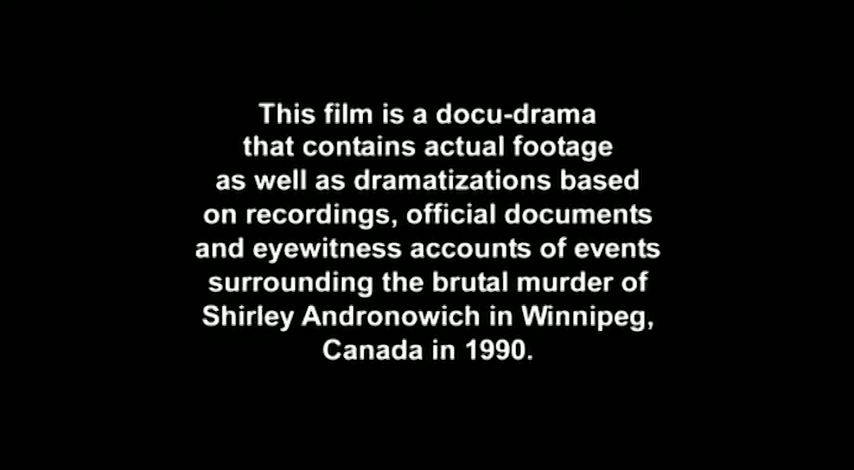 This film is a docu-drama
that contains actual footage
as well as dramatizations based
on recordings, official documents
and eyewitness accounts of events
surrounding the brutal murder of
Shirley Andronowich in Winnipeg,
Canada in 1990.